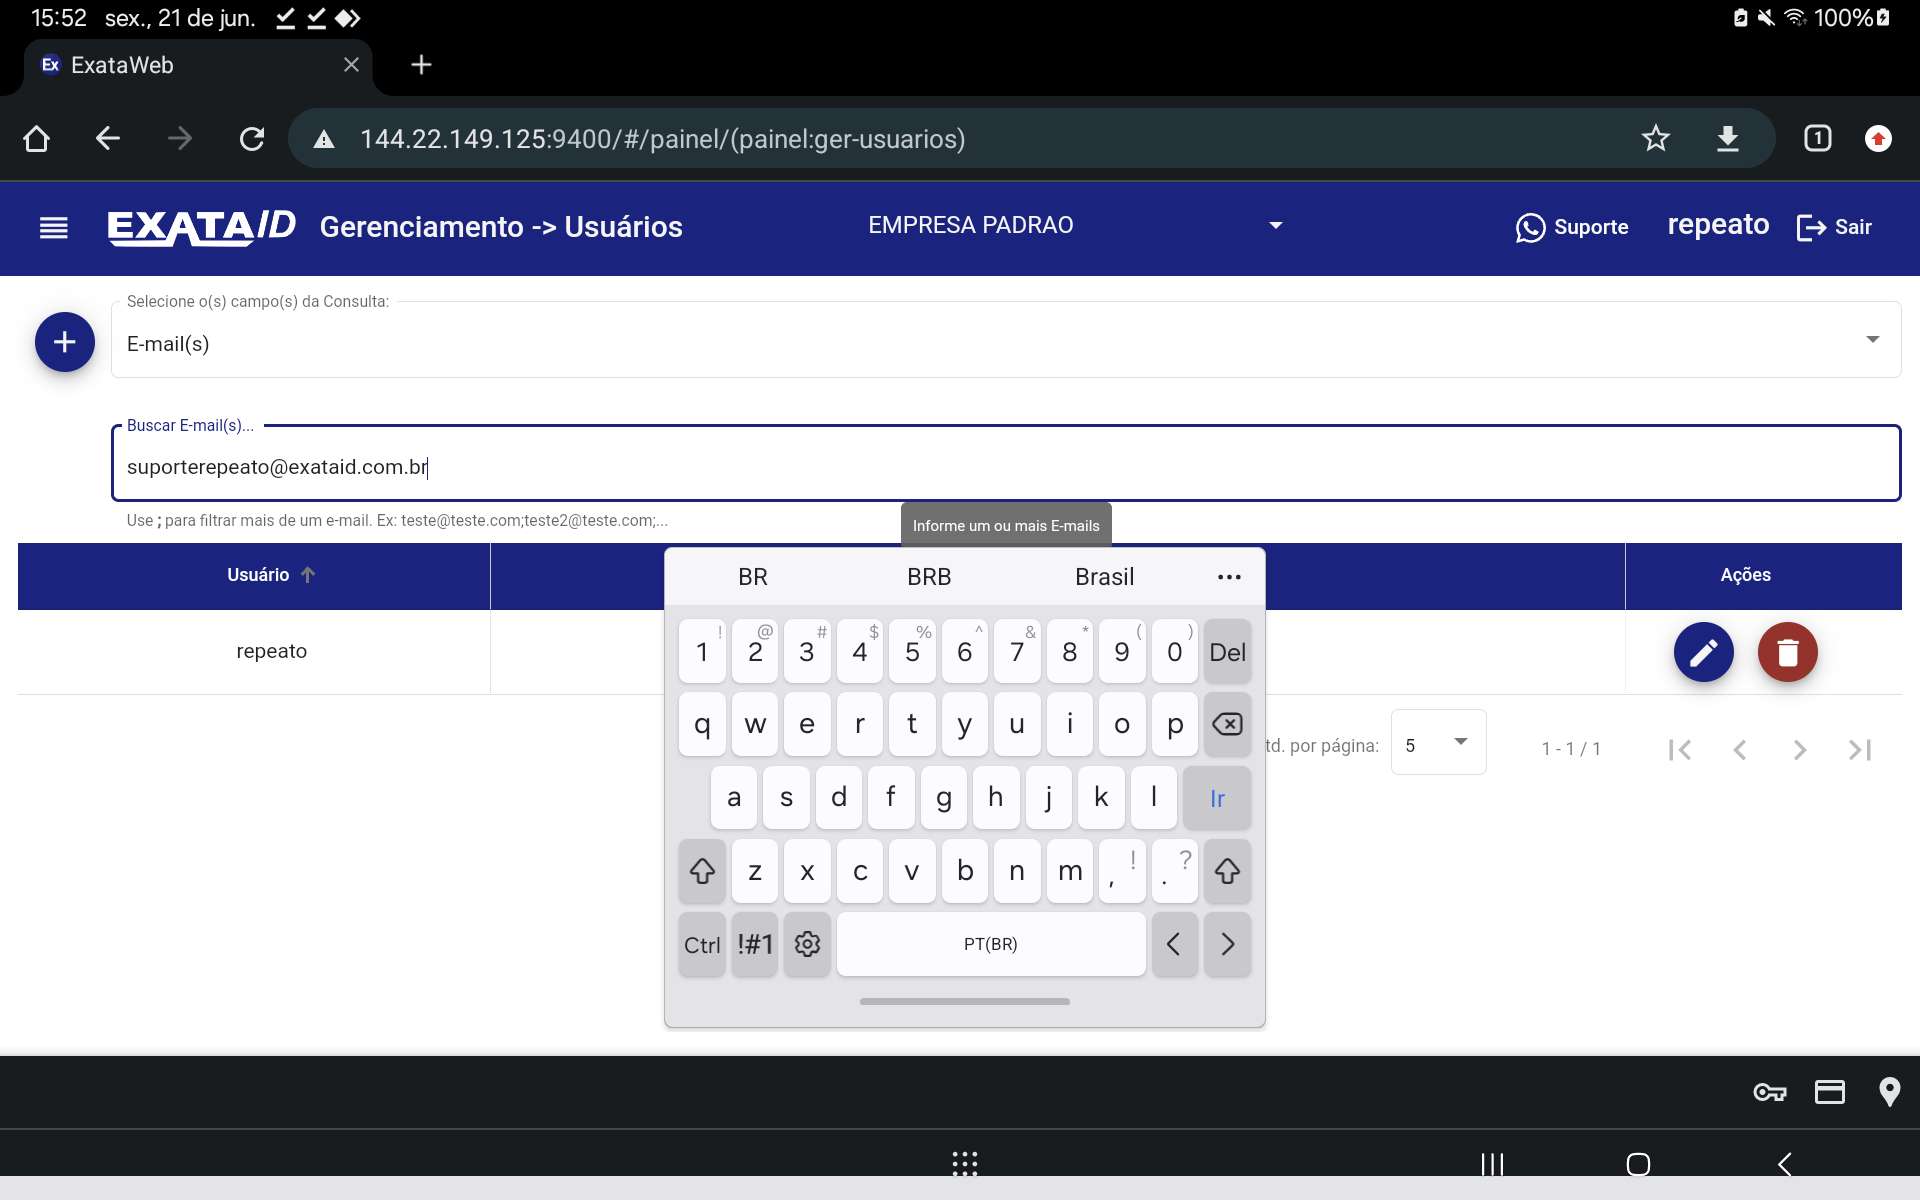 15:52 sex., 21 de jun. 100%
Ex ExataWeb
144.22.149.125:9400/#/painel/(painel:ger-usuarios) 1
EXATAID Gerenciamento -> Usuários EMPRESA PADRAO Suporte repeato Sair
Selecione o(s) campo(s) da Consulta:
E-mail(s)
Buscar E-mail(s)...
suporterepeato@exataid.com.br
Use ; para filtrar mais de um e-mail. Ex: teste@teste.com;teste2@teste.com;...
Informe um ou mais E-mails
Usuário Ações
repeato
td. por página: 5 1 - 1 / 1
BR BRB Brasil ...
! @ # $ % ^ & * ( )
1 2 3 4 5 6 7 8 9 0 Del
q w e r t y u i o p
a s d f g h j k l Ir
z x c v b n m , ! . ?
Ctrl !#1 PT(BR) < >